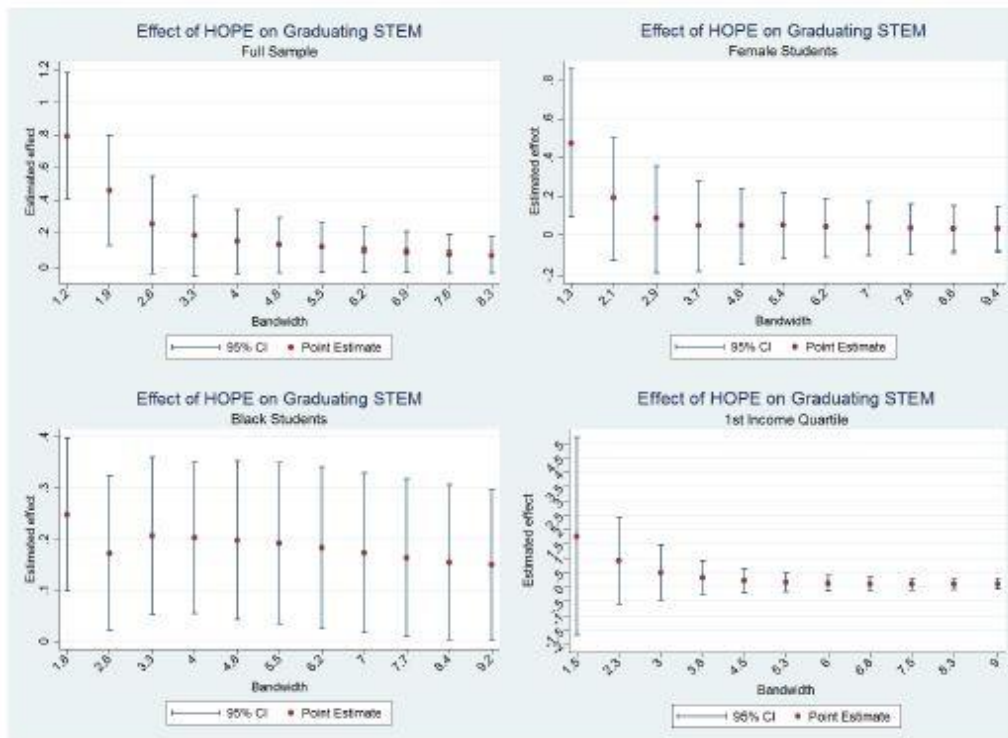 Effect of HOPE on Graduating STEM
Full Sample
Estimated effect
1.2
1
.8
.6
.4
.2
0
1.2 1.9 2.6 3.3 4 4.8 5.5 6.2 6.9 7.6 8.3
Bandwidth
95% CI Point Estimate
Effect of HOPE on Graduating STEM
Female Students
Estimated effect
.8
.6
.4
.2
0
-.2
1.3 2.1 2.9 3.7 4.6 5.4 6.2 7 7.8 8.6 9.4
Bandwidth
95% CI Point Estimate
Effect of HOPE on Graduating STEM
Black Students
Estimated effect
.4
.3
.2
.1
0
3.3 4 4.8 5.5 6.2 7 7.7 8.4 9.2
Bandwidth
95% CI Point Estimate
Effect of HOPE on Graduating STEM
1st Income Quartile
Estimated effect
1.5 2.3 3 3.8 4.5 5.3 6 6.8 7.5 8.3 9
Bandwidth
95% CI Point Estimate